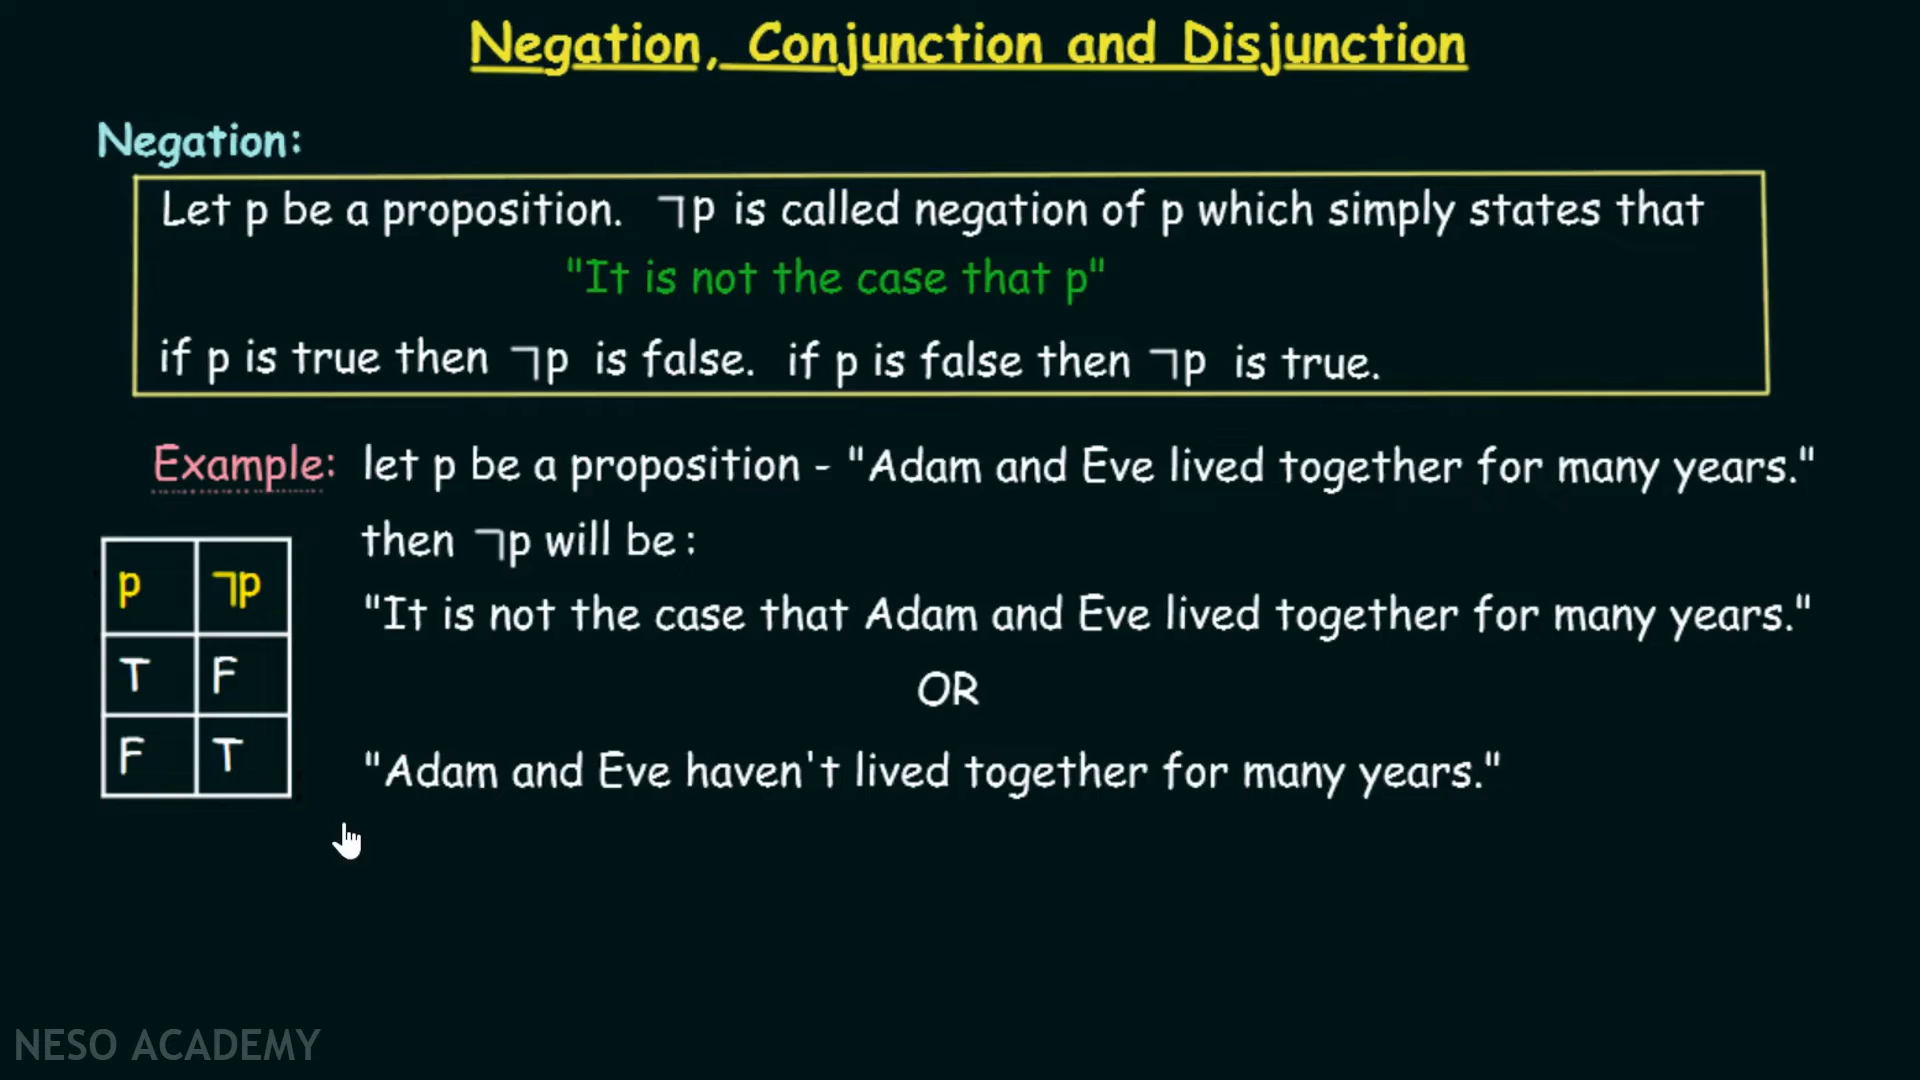 Negation, Conjunction and Disjunction
Negation:
Let p be a proposition. ¬p is called negation of p which simply states that
"It is not the case that p"
if p is true then ¬p is false. if p is false then ¬p is true.
Example: let p be a proposition - "Adam and Eve lived together for many years."
then ¬p will be:
"It is not the case that Adam and Eve lived together for many years."
OR
"Adam and Eve haven't lived together for many years."
p ¬p
T F
F T
NESO ACADEMY